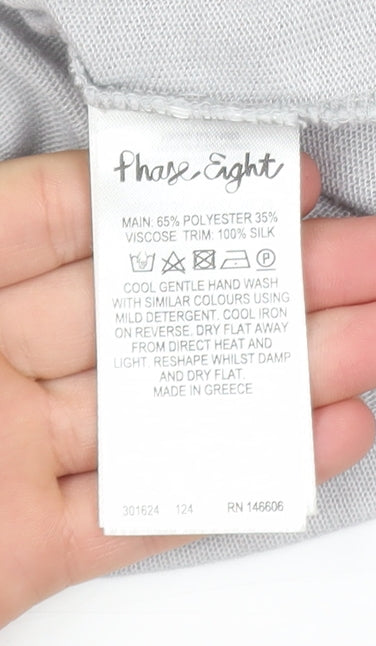 Phase Eight
MAIN: 65% POLYESTER 35%
VISCOSE TRIM: 100% SILK
P
COOL GENTLE HAND WASH
WITH SIMILAR COLOURS USING
MILD DETERGENT. COOL IRON
ON REVERSE. DRY FLAT AWAY
FROM DIRECT HEAT AND
LIGHT. RESHAPE WHILST DAMP
AND DRY FLAT.
MADE IN GREECE
301624 124 RN 146606